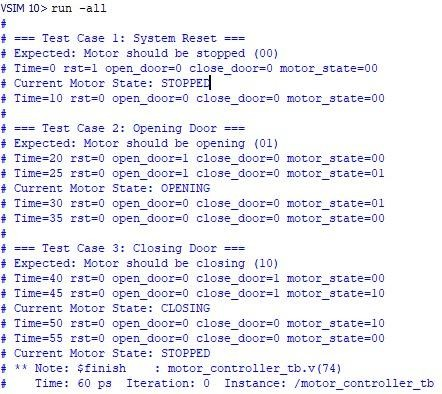 VSIM 10> run -all
#
# === Test Case 1: System Reset ===
# Expected: Motor should be stopped (00)
# Time=0 rst=1 open_door=0 close_door=0 motor_state=00
# Current Motor State: STOPPED
# Time=10 rst=0 open_door=0 close_door=0 motor_state=00
#
# === Test Case 2: Opening Door ===
# Expected: Motor should be opening (01)
# Time=20 rst=0 open_door=1 close_door=0 motor_state=00
# Time=25 rst=0 open_door=1 close_door=0 motor_state=01
# Current Motor State: OPENING
# Time=30 rst=0 open_door=0 close_door=0 motor_state=01
# Time=35 rst=0 open_door=0 close_door=0 motor_state=00
#
# === Test Case 3: Closing Door ===
# Expected: Motor should be closing (10)
# Time=40 rst=0 open_door=0 close_door=1 motor_state=00
# Time=45 rst=0 open_door=0 close_door=1 motor_state=10
# Current Motor State: CLOSING
# Time=50 rst=0 open_door=0 close_door=0 motor_state=10
# Time=55 rst=0 open_door=0 close_door=0 motor_state=00
# Current Motor State: STOPPED
# ** Note: $finish    : motor_controller_tb.v(74)
#    Time: 60 ps  Iteration: 0  Instance: /motor_controller_tb